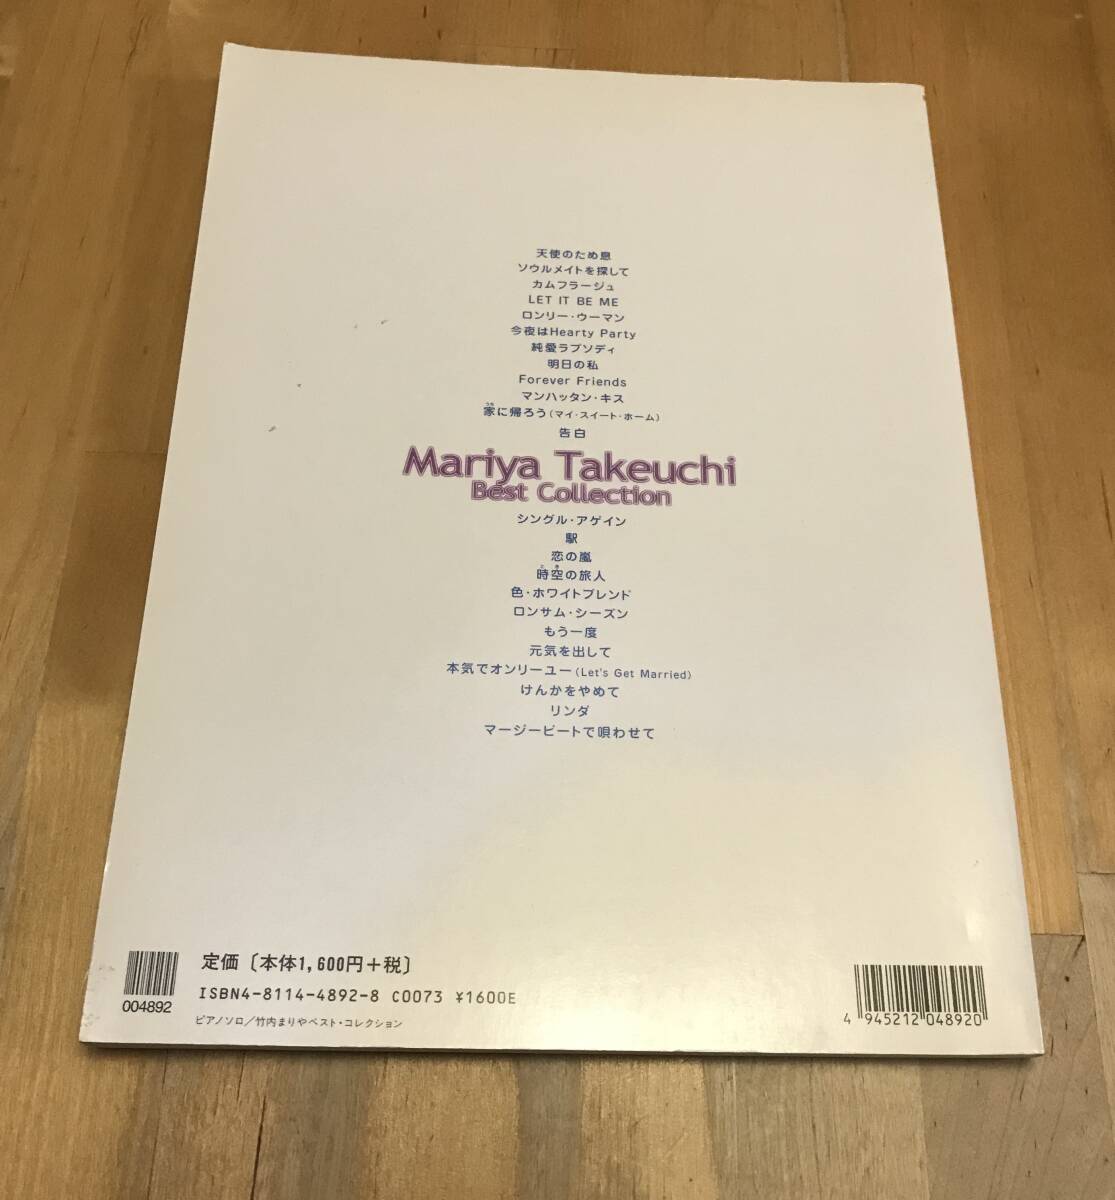 天使のため息
ソウルメイトを探して
カムフラージュ
LET IT BE ME
ロンリー・ウーマン
今夜はHearty Party
純愛ラプソディ
明日の私
Forever Friends
マンハッタン・キス
うち
家に帰ろう(マイ・スイート・ホーム)
告白
Mariya Takeuchi
Best Collection
シングル・アゲイン
駅
恋の嵐
とき
時空の旅人
色・ホワイトブレンド
ロンサム・シーズン
もう一度
元気を出して
本気でオンリーユー(Let's Get Married)
けんかをやめて
リンダ
マージービートで唄わせて
定価〔本体1,600円+税〕
ISBN4-8114-4892-8 C0073 ¥1600E
ピアノソロ/竹内まりやベスト・コレクション
004892
4 945212 048920